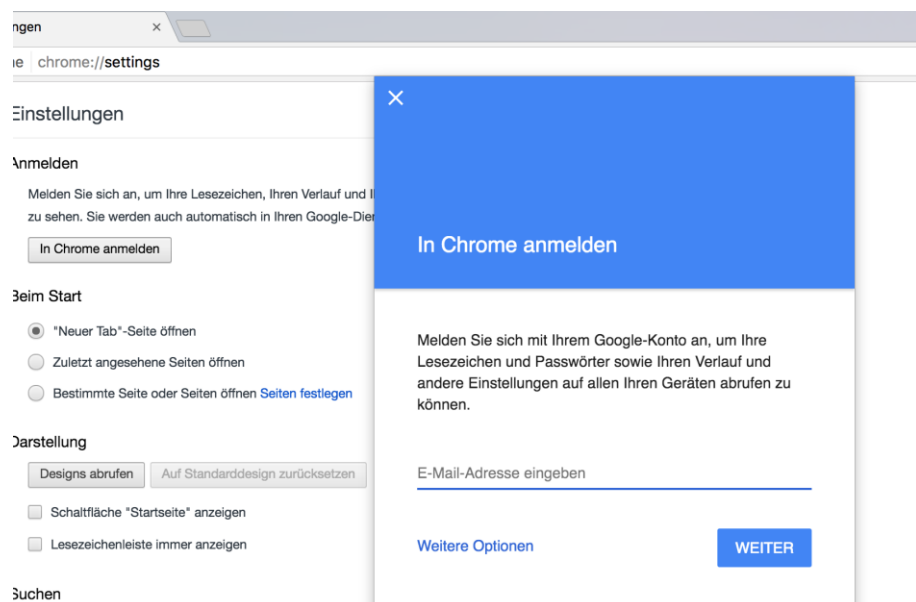 ngen ×
chrome://settings
Einstellungen
Anmelden
Melden Sie sich an, um Ihre Lesezeichen, Ihren Verlauf und
zu sehen. Sie werden auch automatisch in Ihren
In Chrome anmelden
Beim Start
"Neuer Tab"-Seite öffnen
Zuletzt angesehene Seiten öffnen
Bestimmte Seite oder Seiten öffnen Seiten festlegen
Darstellung
Designs abrufen Auf Standarddesign zurücksetzen
Schaltfläche "Startseite" anzeigen
Lesezeichenleiste immer anzeigen
Suchen
In Chrome anmelden
Melden Sie sich mit Ihrem Google-Konto an, um Ihre
Lesezeichen und Passwörter sowie Ihren Verlauf und
andere Einstellungen auf allen Ihren Geräten abrufen zu
können.
E-Mail-Adresse eingeben
Weitere Optionen
WEITER